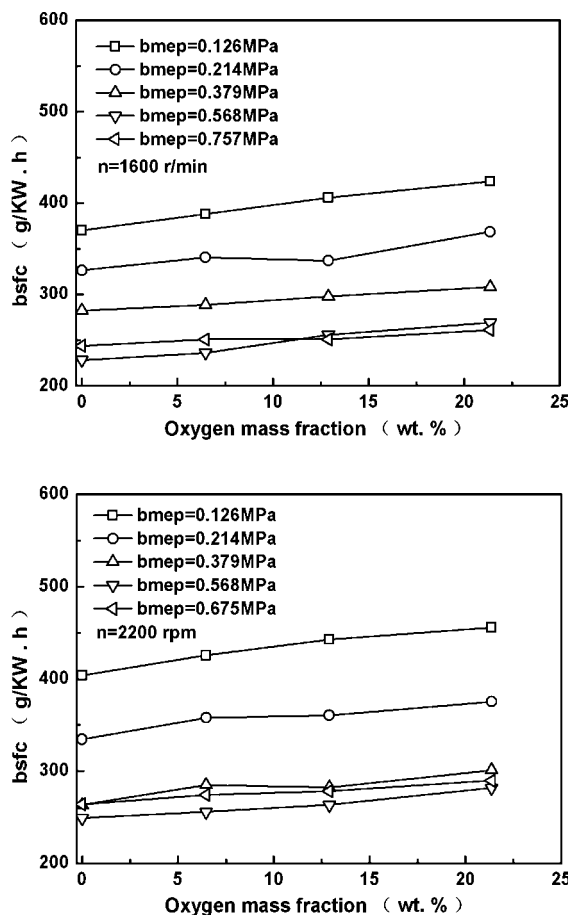 600
bmep=0.126MPa
bmep=0.214MPa
bmep=0.379MPa
bmep=0.568MPa
bmep=0.757MPa
n=1600 r/min
500
400
300
200
bsfc （ g/KW . h ）
0 5 10 15 20 25
Oxygen mass fraction （ wt. % ）
600
bmep=0.126MPa
bmep=0.214MPa
bmep=0.379MPa
bmep=0.568MPa
bmep=0.675MPa
n=2200 rpm
500
400
300
200
bsfc （ g/KW . h ）
0 5 10 15 20 25
Oxygen mass fraction （ wt. % ）